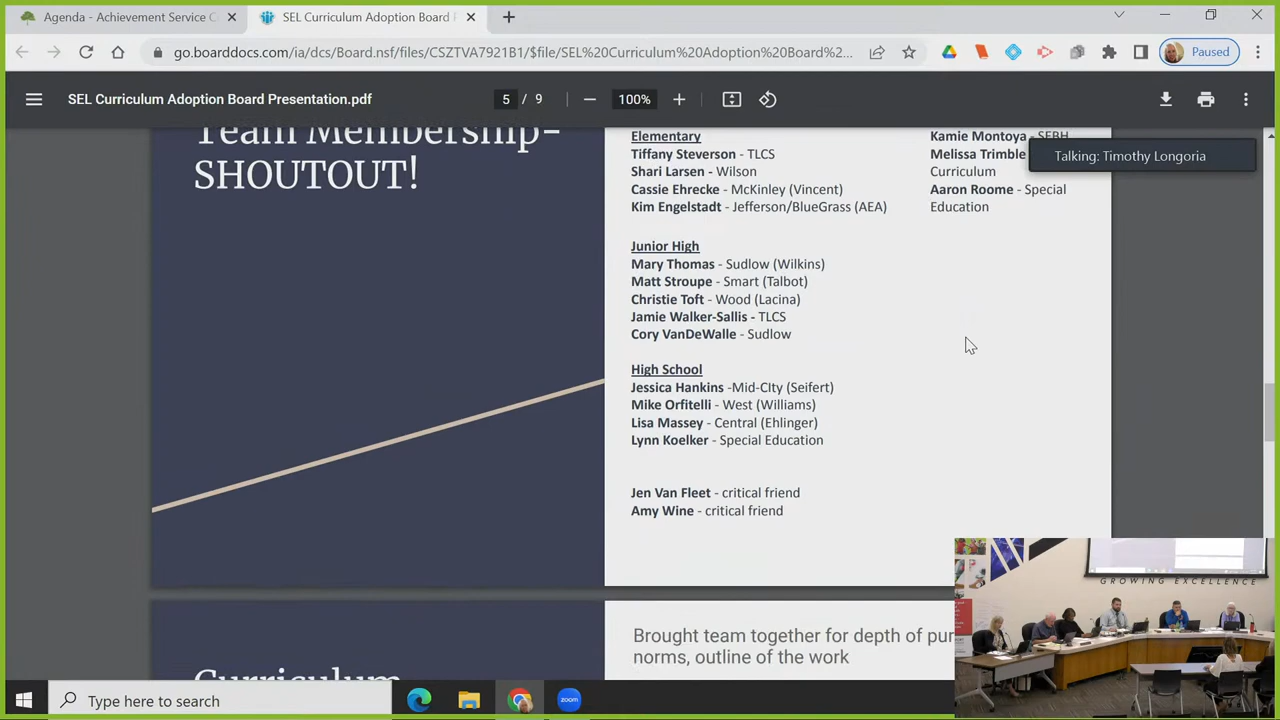 Agenda - Achievement Service C
SEL Curriculum Adoption Board P
go.boarddocs.com/ia/dcs/Board.nsf/files/CSZTVA7921B1/$file/SEL%20Curriculum%20Adoption%20Board%2...
Paused
SEL Curriculum Adoption Board Presentation.pdf
5 / 9
100%
Team Membership-
SHOUTOUT!
Elementary
Tiffany Steverson - TLCS
Shari Larsen - Wilson
Cassie Ehrecke - McKinley (Vincent)
Kim Engelstadt - Jefferson/BlueGrass (AEA)
Junior High
Mary Thomas - Sudlow (Wilkins)
Matt Stroupe - Smart (Talbot)
Christie Toft - Wood (Lacina)
Jamie Walker-Sallis - TLCS
Cory VanDeWalle - Sudlow
High School
Jessica Hankins -Mid-CIty (Seifert)
Mike Orfitelli - West (Williams)
Lisa Massey - Central (Ehlinger)
Lynn Koelker - Special Education
Jen Van Fleet - critical friend
Amy Wine - critical friend
Kamie Montoya - SEBH
Melissa Trimble
Curriculum
Aaron Roome - Special
Education
Talking: Timothy Longoria
Brought team together for depth of pur
norms, outline of the work
Curriculum
GROWING EXCELLENCE
Type here to search
zoom